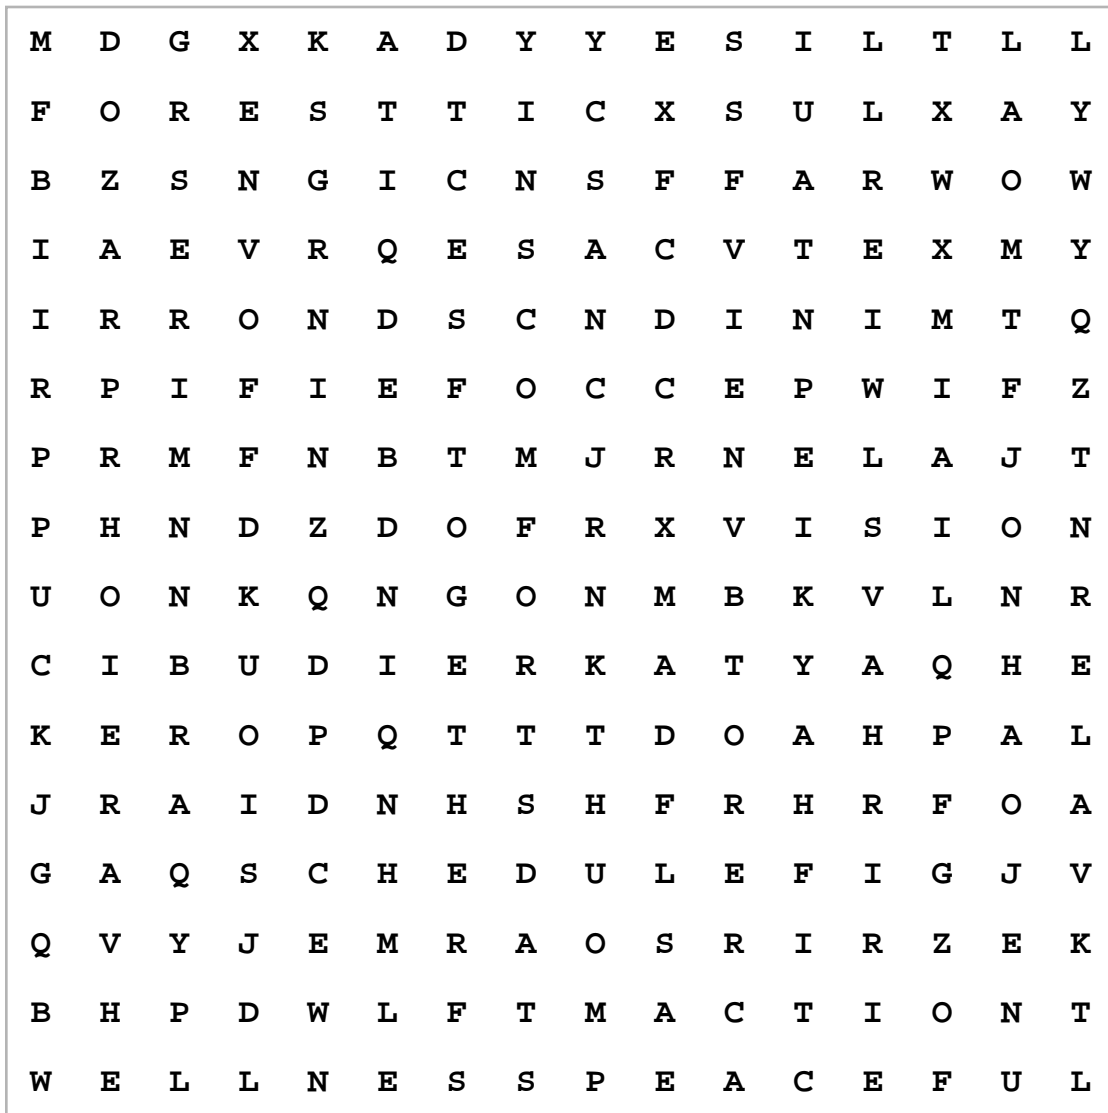 M D G X K A D Y Y E S I L T L L
F O R E S T T I C X S U L X A Y
B Z S N G I C N S F F A R W O W
I A E V R Q E S A C V T E X M Y
I R R O N D S C N D I N I M T Q
R P I F I E F O C C E P W I F Z
P R M F N B T M J R N E L A J T
P H N D Z D O F R X V I S I O N
U O N K Q N G O N M B K V L N R
C I B U D I E R K A T Y A Q H E
K E R O P Q T T T D O A H P A L
J R A I D N H S H F R H R F O A
G A Q S C H E D U L E F I G J V
Q V Y J E M R A O S R I R Z E K
B H P D W L F T M A C T I O N T
W E L L N E S S P E A C E F U L